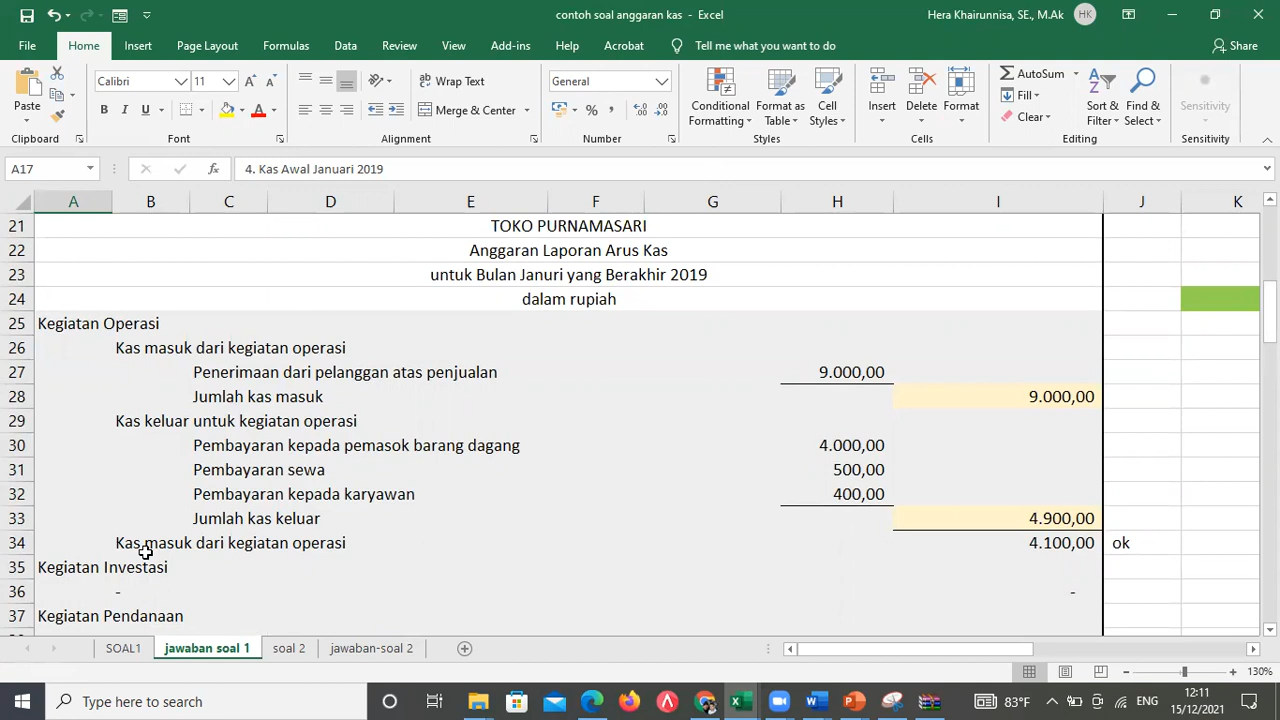 contoh soal anggaran kas - Excel
Hera Khairunnisa, SE., M.Ak
HK
File Home Insert Page Layout Formulas Data Review View Add-ins Help Acrobat Tell me what you want to do Share
Paste
Calibri 11
B I U
A A
Wrap Text
Merge & Center
General
% , 
Conditional Formatting
Format as Table
Cell Styles
Insert
Delete
Format
AutoSum
Fill
Clear
Sort & Filter
Find & Select
Sensitivity
Clipboard Font Alignment Number Styles Cells Editing Sensitivity
A17 fx 4. Kas Awal Januari 2019
A B C D E F G H I J K
21 TOKO PURNAMASARI
22 Anggaran Laporan Arus Kas
23 untuk Bulan Januri yang Berakhir 2019
24 dalam rupiah
25 Kegiatan Operasi
26 Kas masuk dari kegiatan operasi
27 Penerimaan dari pelanggan atas penjualan 9.000,00
28 Jumlah kas masuk 9.000,00
29 Kas keluar untuk kegiatan operasi
30 Pembayaran kepada pemasok barang dagang 4.000,00
31 Pembayaran sewa 500,00
32 Pembayaran kepada karyawan 400,00
33 Jumlah kas keluar 4.900,00
34 Kas masuk dari kegiatan operasi 4.100,00 ok
35 Kegiatan Investasi
36 - -
37 Kegiatan Pendanaan
SOAL1 jawaban soal 1 soal 2 jawaban-soal 2
130%
Type here to search
83°F
ENG
12:11
15/12/2021